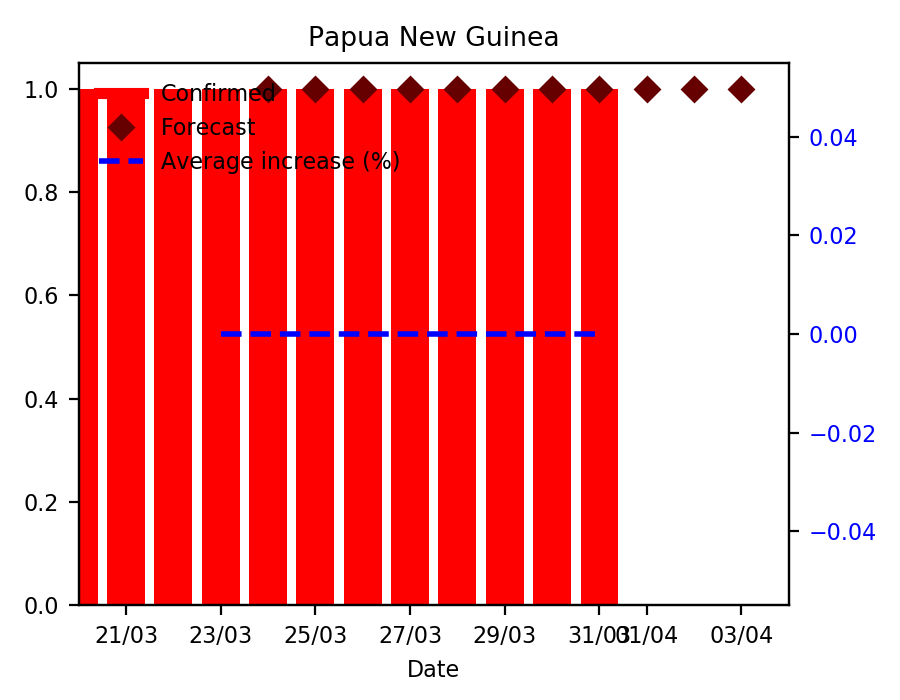 Papua New Guinea
Confirmed
Forecast
Average increase (%)
1.0
0.8
0.6
0.4
0.2
0.0
0.04
0.02
0.00
−0.02
−0.04
21/03 23/03 25/03 27/03 29/03 31/03 01/04 03/04
Date